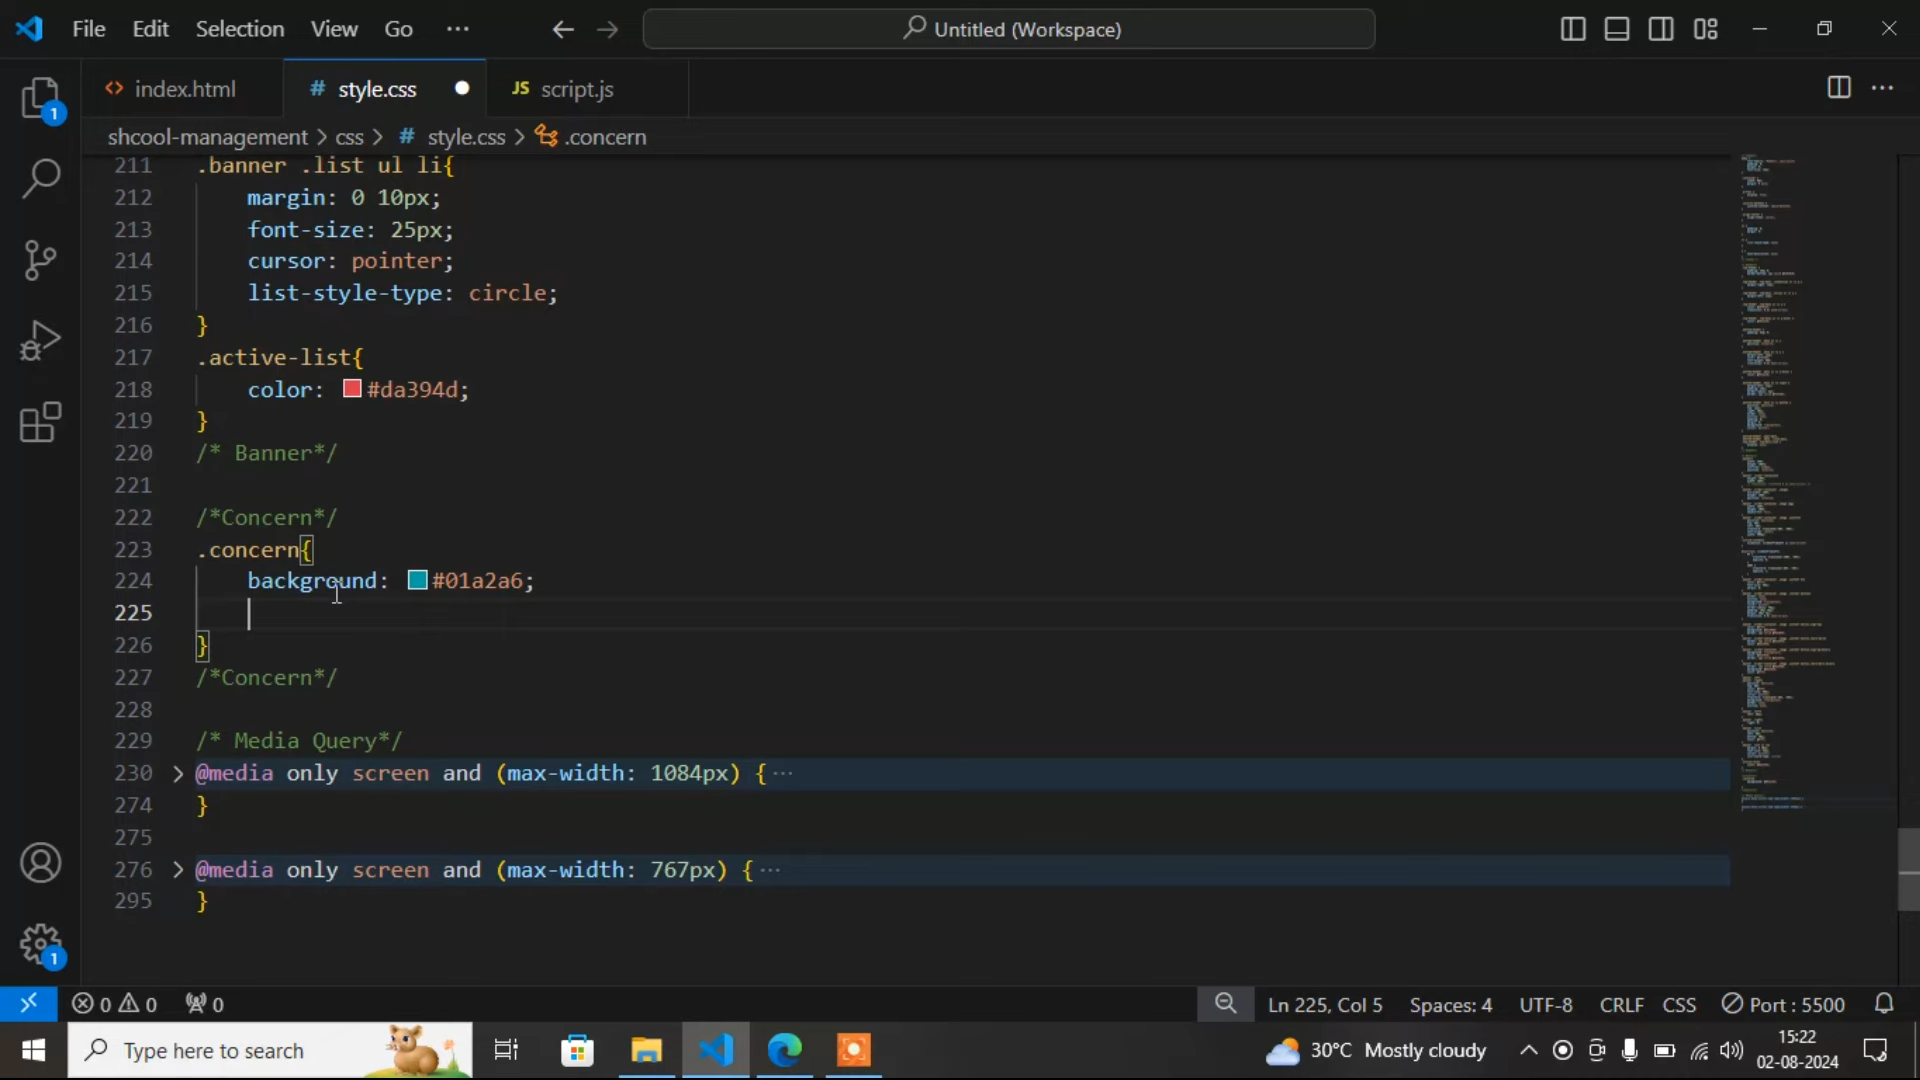 File Edit Selection View Go ··· Untitled (Workspace)
index.html # style.css JS script.js
shcool-management > css > # style.css > .concern
211 .banner .list ul li{
212 margin: 0 10px;
213 font-size: 25px;
214 cursor: pointer;
215 list-style-type: circle;
216 }
217 .active-list{
218 color: #da394d;
219 }
220 /* Banner*/
221
222 /*Concern*/
223 .concern{
224 background: #01a2a6;
225
226 }
227 /*Concern*/
228
229 /* Media Query*/
230 @media only screen and (max-width: 1084px) {···
274 }
275
276 @media only screen and (max-width: 767px) {···
295 }
1
1
0 0 0 Ln 225, Col 5 Spaces: 4 UTF-8 CRLF CSS Port : 5500
Type here to search 30°C Mostly cloudy 15:22
02-08-2024